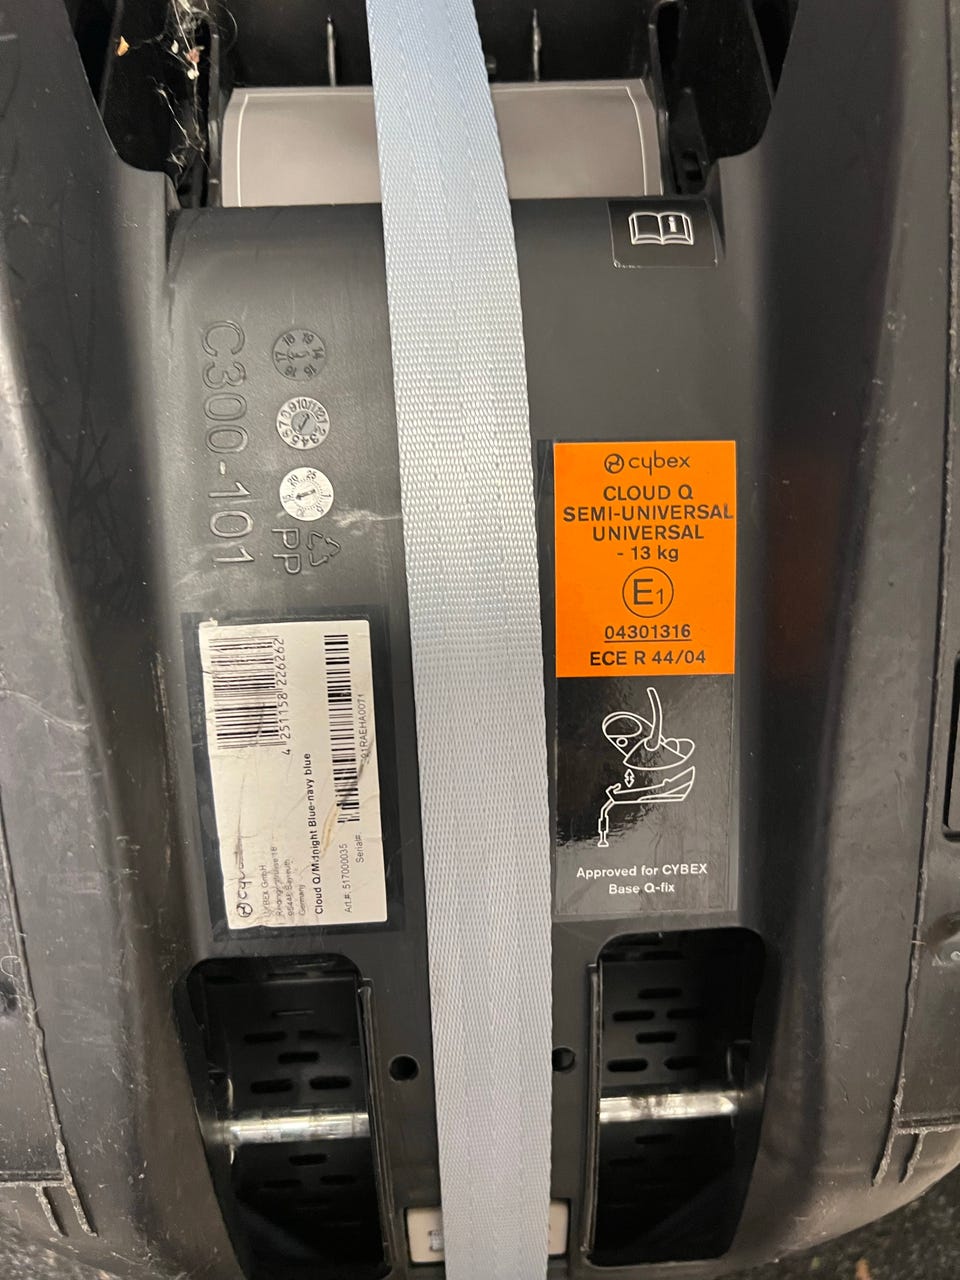 C300-101
PP
cybex
CLOUD Q
SEMI-UNIVERSAL
UNIVERSAL
- 13 kg
E1
04301316
ECE R 44/04
Approved for CYBEX
Base Q-fix
4 251158 226262
CYBEX GmbH
Germany
Cloud Q/Midnight Blue-navy blue
Art.#: 517000035
Serial#: